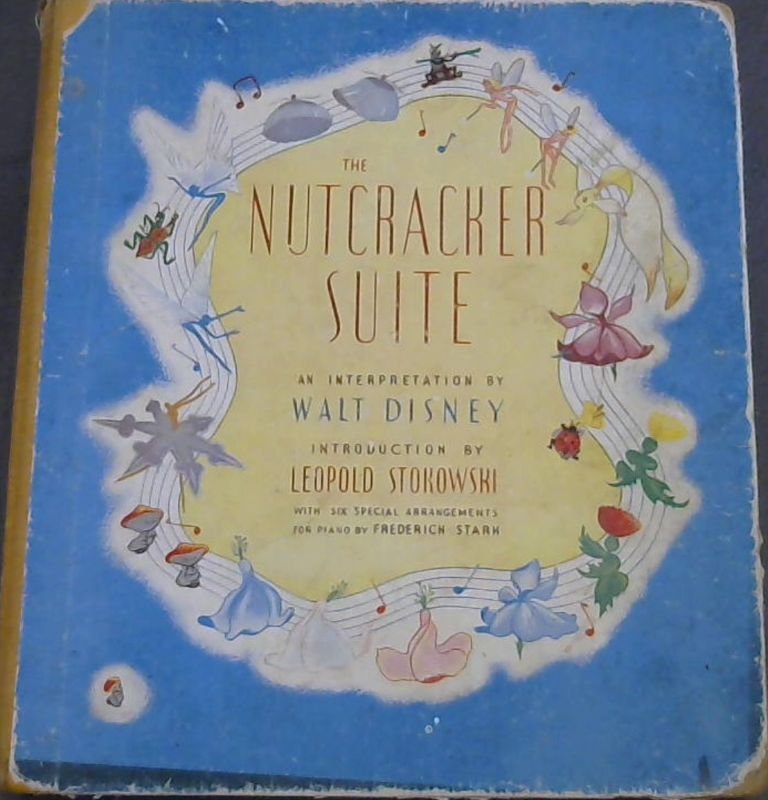 THE
NUTCRACKER
SUITE
AN INTERPRETATION BY
WALT DISNEY
INTRODUCTION BY
LEOPOLD STOKOWSKI
WITH SIX SPECIAL ARRANGEMENTS
FOR PIANO BY FREDERICH STARK